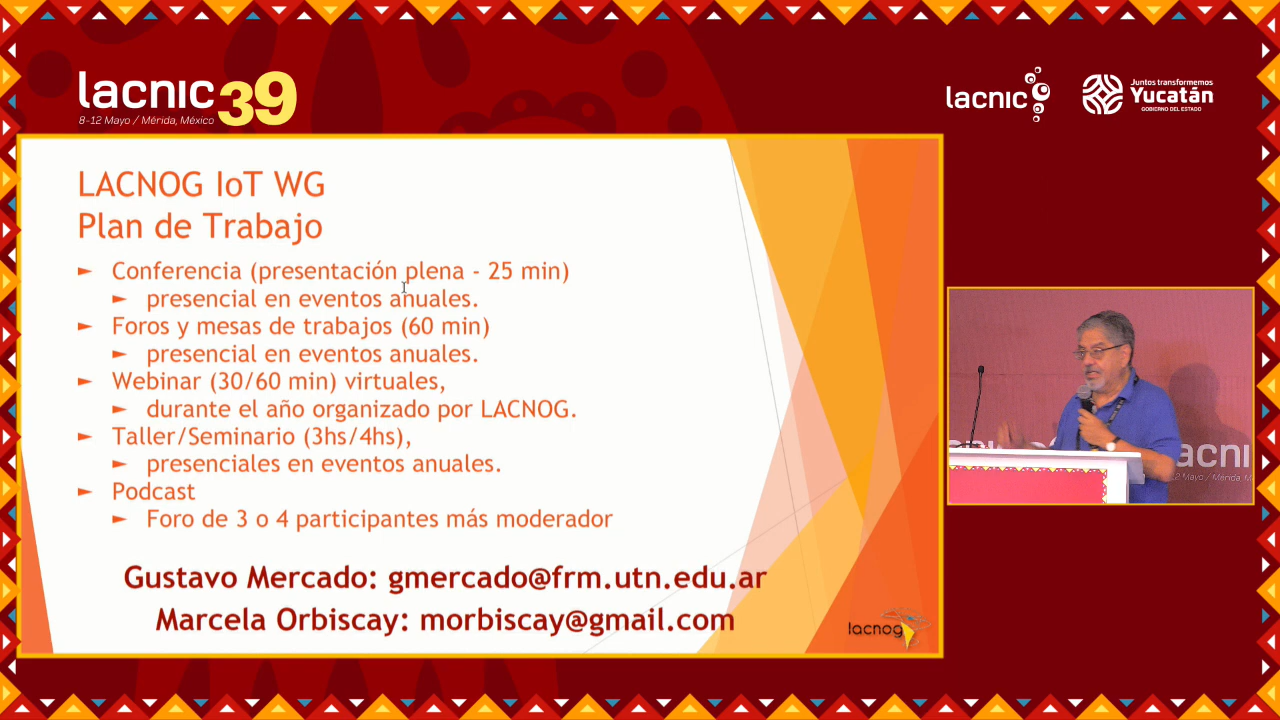 lacnic 39
8-12 Mayo / Mérida, México
lacnic
Juntos transformemos
Yucatán
GOBIERNO DEL ESTADO
LACNOG IoT WG
Plan de Trabajo
► Conferencia (presentación plena - 25 min)
► presencial en eventos anuales.
► Foros y mesas de trabajos (60 min)
► presencial en eventos anuales.
► Webinar (30/60 min) virtuales,
► durante el año organizado por LACNOG.
► Taller/Seminario (3hs/4hs),
► presenciales en eventos anuales.
► Podcast
► Foro de 3 o 4 participantes más moderador
Gustavo Mercado: gmercado@frm.utn.edu.ar
Marcela Orbiscay: morbiscay@gmail.com
lacnog